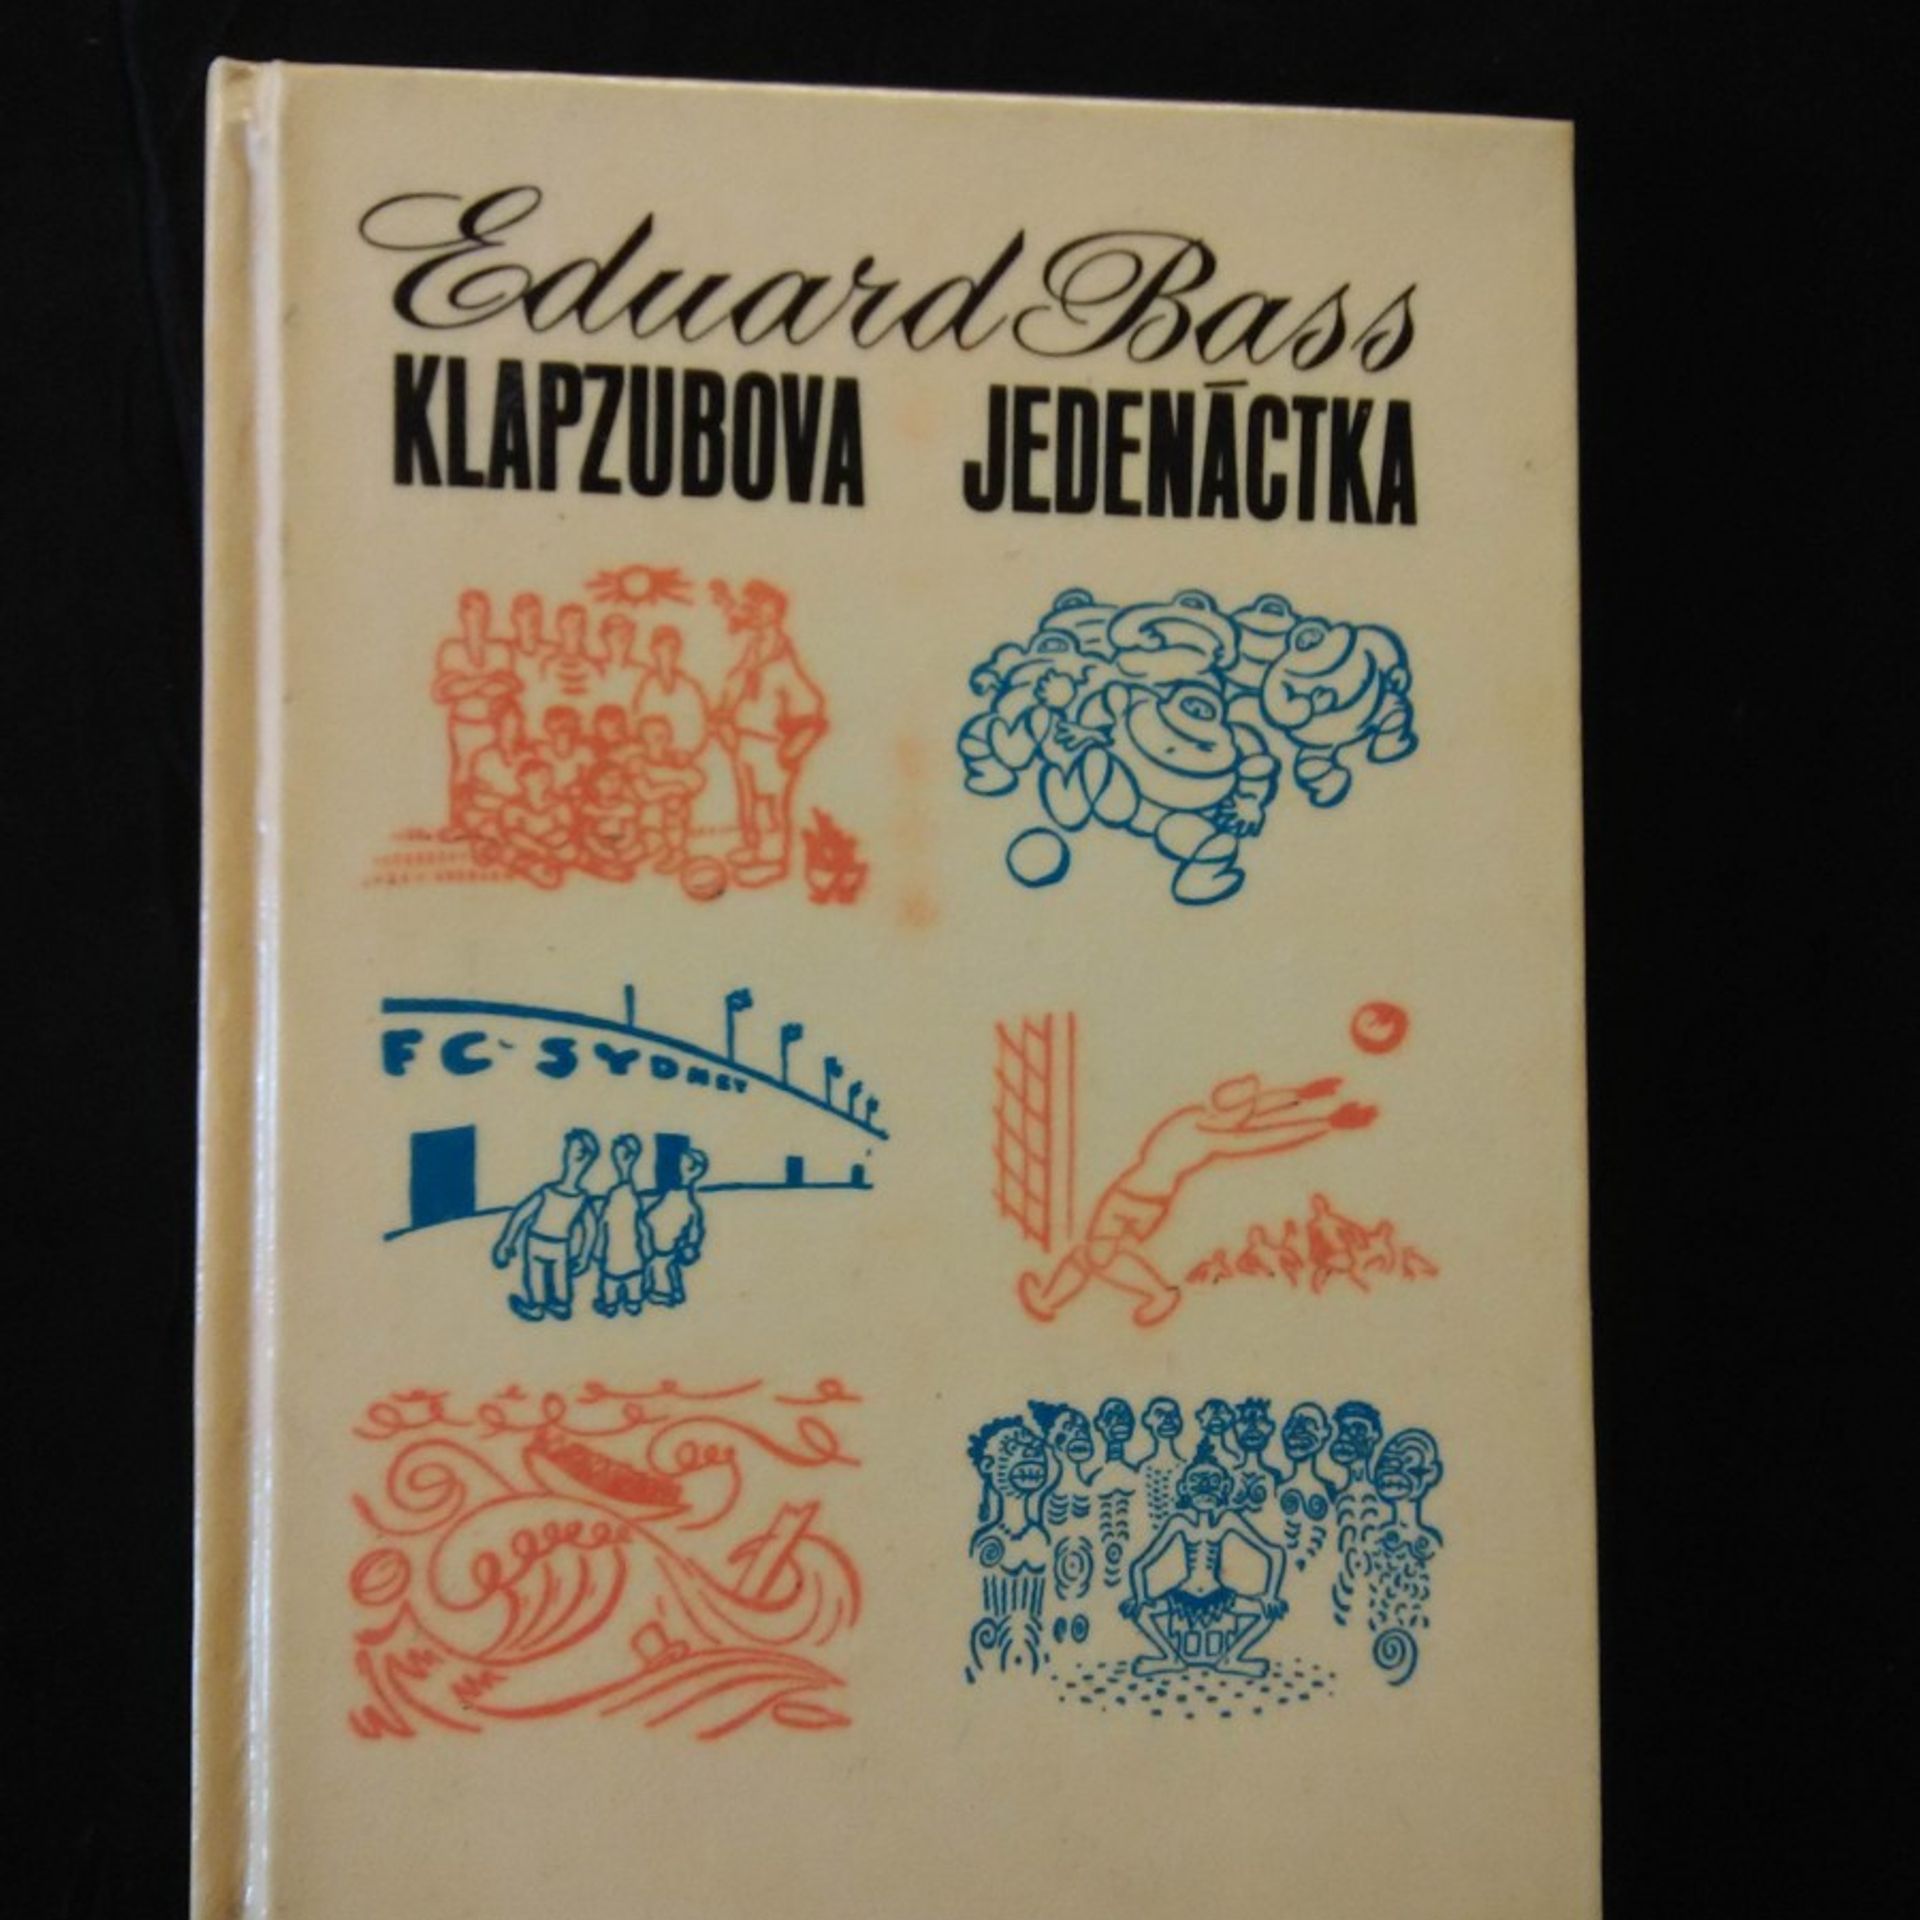 Eduard Bass
KLAPZUBOVA JEDENÁCTKA
FC SYDNEY